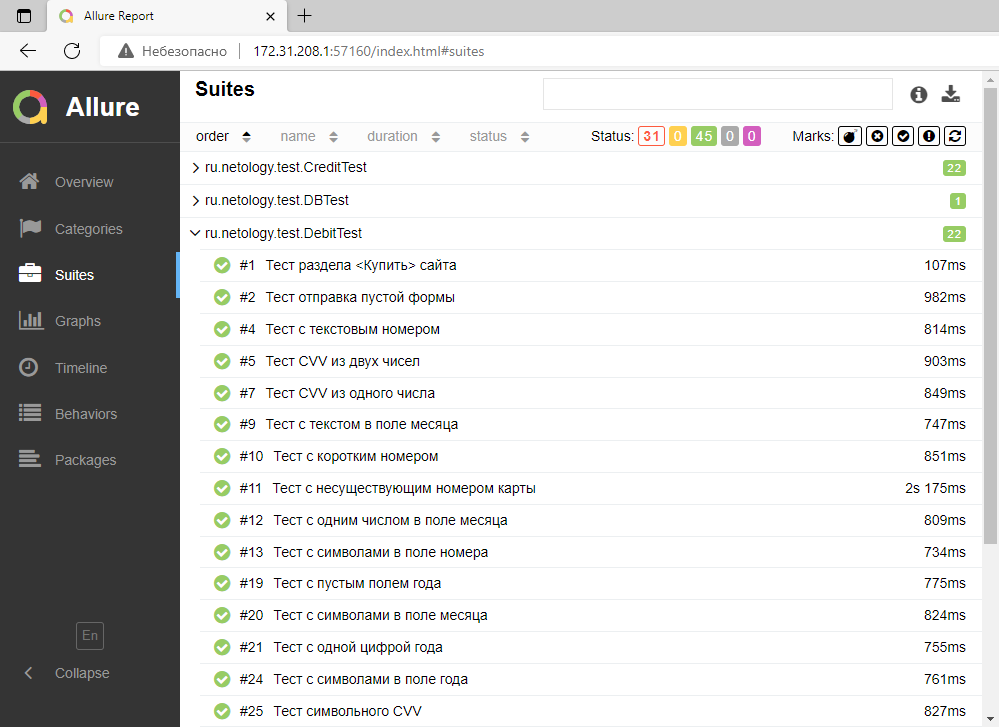 Allure Report
Небезопасно 172.31.208.1:57160/index.html#suites
Allure
Overview
Categories
Suites
Graphs
Timeline
Behaviors
Packages
En
Collapse
Suites
order name duration status Status: 31 0 45 0 0 Marks:
ru.netology.test.CreditTest 22
ru.netology.test.DBTest 1
ru.netology.test.DebitTest 22
#1 Тест раздела <Купить> сайта 107ms
#2 Тест отправка пустой формы 982ms
#4 Тест с текстовым номером 814ms
#5 Тест CVV из двух чисел 903ms
#7 Тест CVV из одного числа 849ms
#9 Тест с текстом в поле месяца 747ms
#10 Тест с коротким номером 851ms
#11 Тест с несуществующим номером карты 2s 175ms
#12 Тест с одним числом в поле месяца 809ms
#13 Тест с символами в поле номера 734ms
#19 Тест с пустым полем года 775ms
#20 Тест с символами в поле месяца 824ms
#21 Тест с одной цифрой года 755ms
#24 Тест с символами в поле года 761ms
#25 Тест символьного CVV 827ms